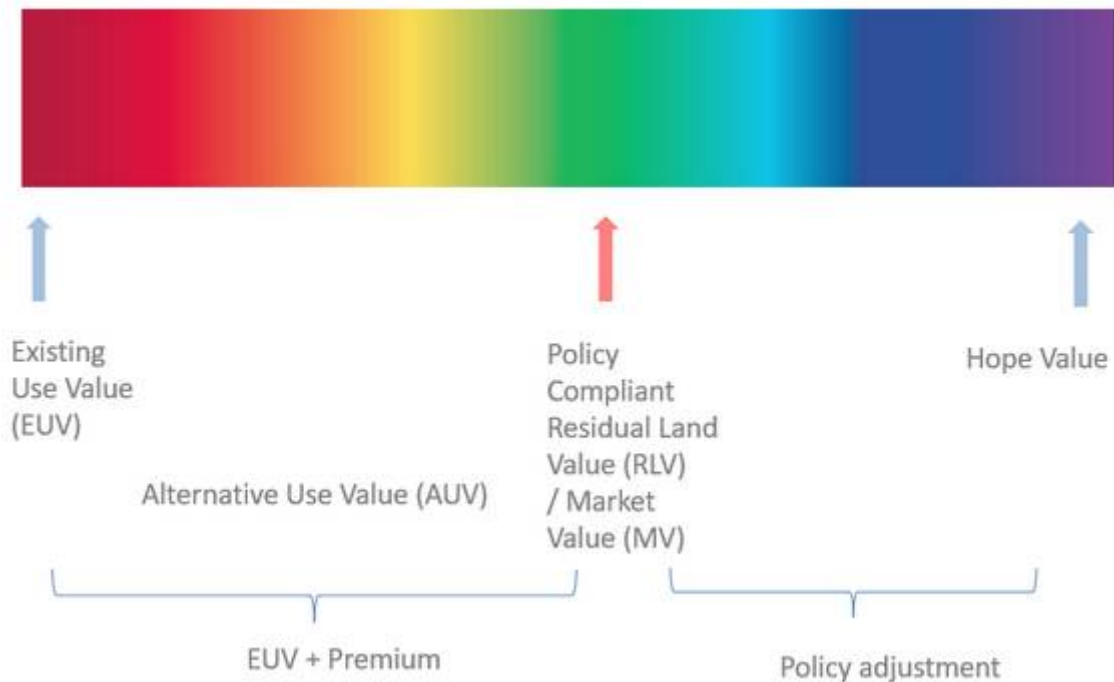 Existing
Use Value
(EUV)
Policy
Compliant
Residual Land
Value (RLV)
/ Market
Value (MV)
Hope Value
Alternative Use Value (AUV)
EUV + Premium
Policy adjustment